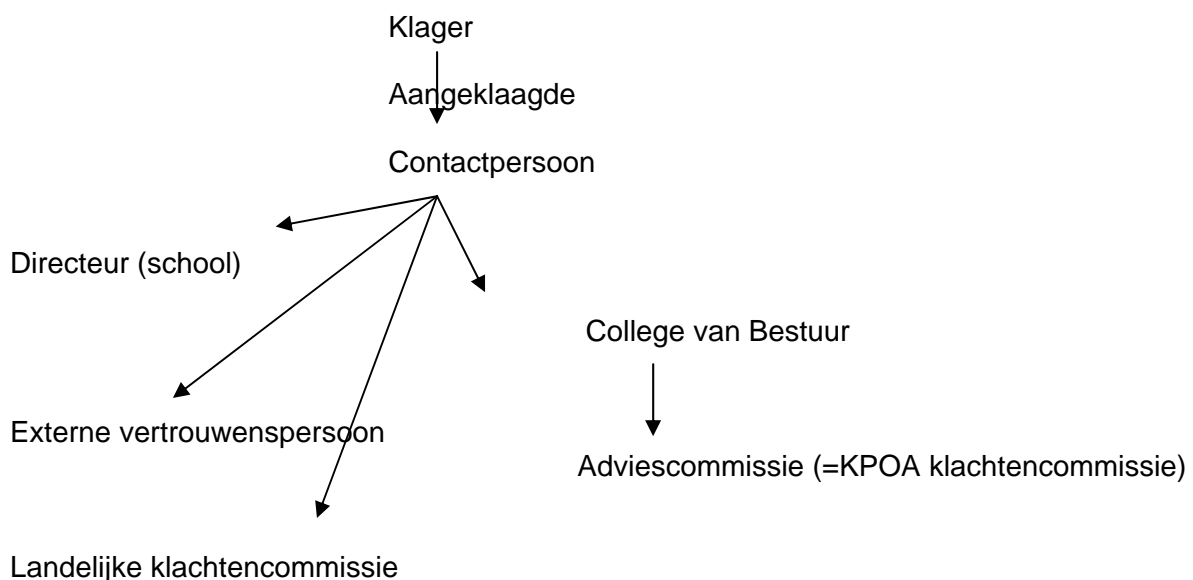 Klager
Aangeklaagde
Contactpersoon
Directeur (school)
College van Bestuur
Externe vertrouwenspersoon
Adviescommissie (=KPOA klachtencommissie)
Landelijke klachtencommissie